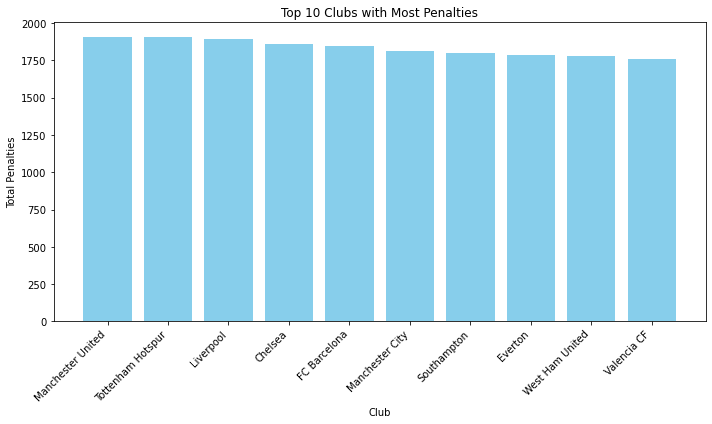 Top 10 Clubs with Most Penalties
Total Penalties
2000
1750
1500
1250
1000
750
500
250
0
Manchester United
Tottenham Hotspur
Liverpool
Chelsea
FC Barcelona
Manchester City
Southampton
Everton
West Ham United
Valencia CF
Club